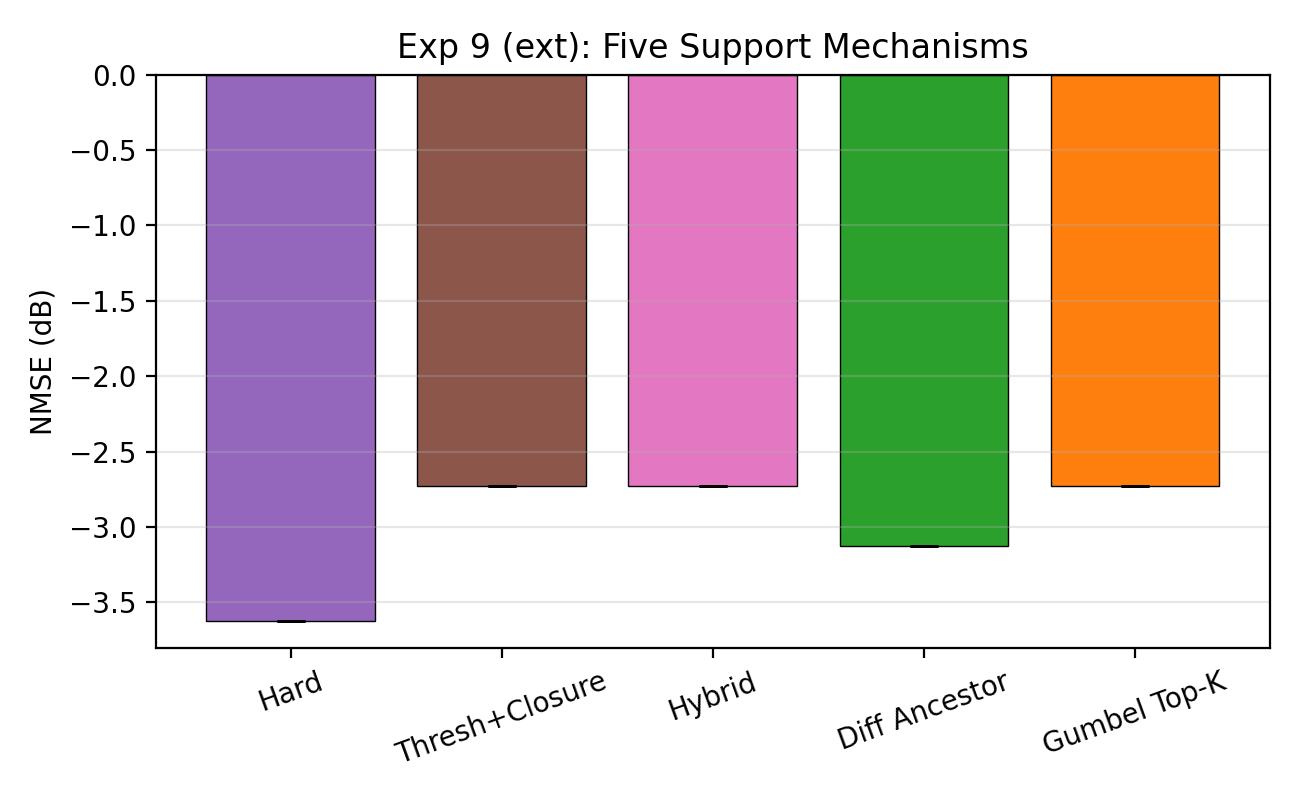 Exp 9 (ext): Five Support Mechanisms
0.0
−0.5
−1.0
−1.5
−2.0
−2.5
−3.0
−3.5
NMSE (dB)
Hard
Thresh+Closure
Hybrid
Diff Ancestor
Gumbel Top-K